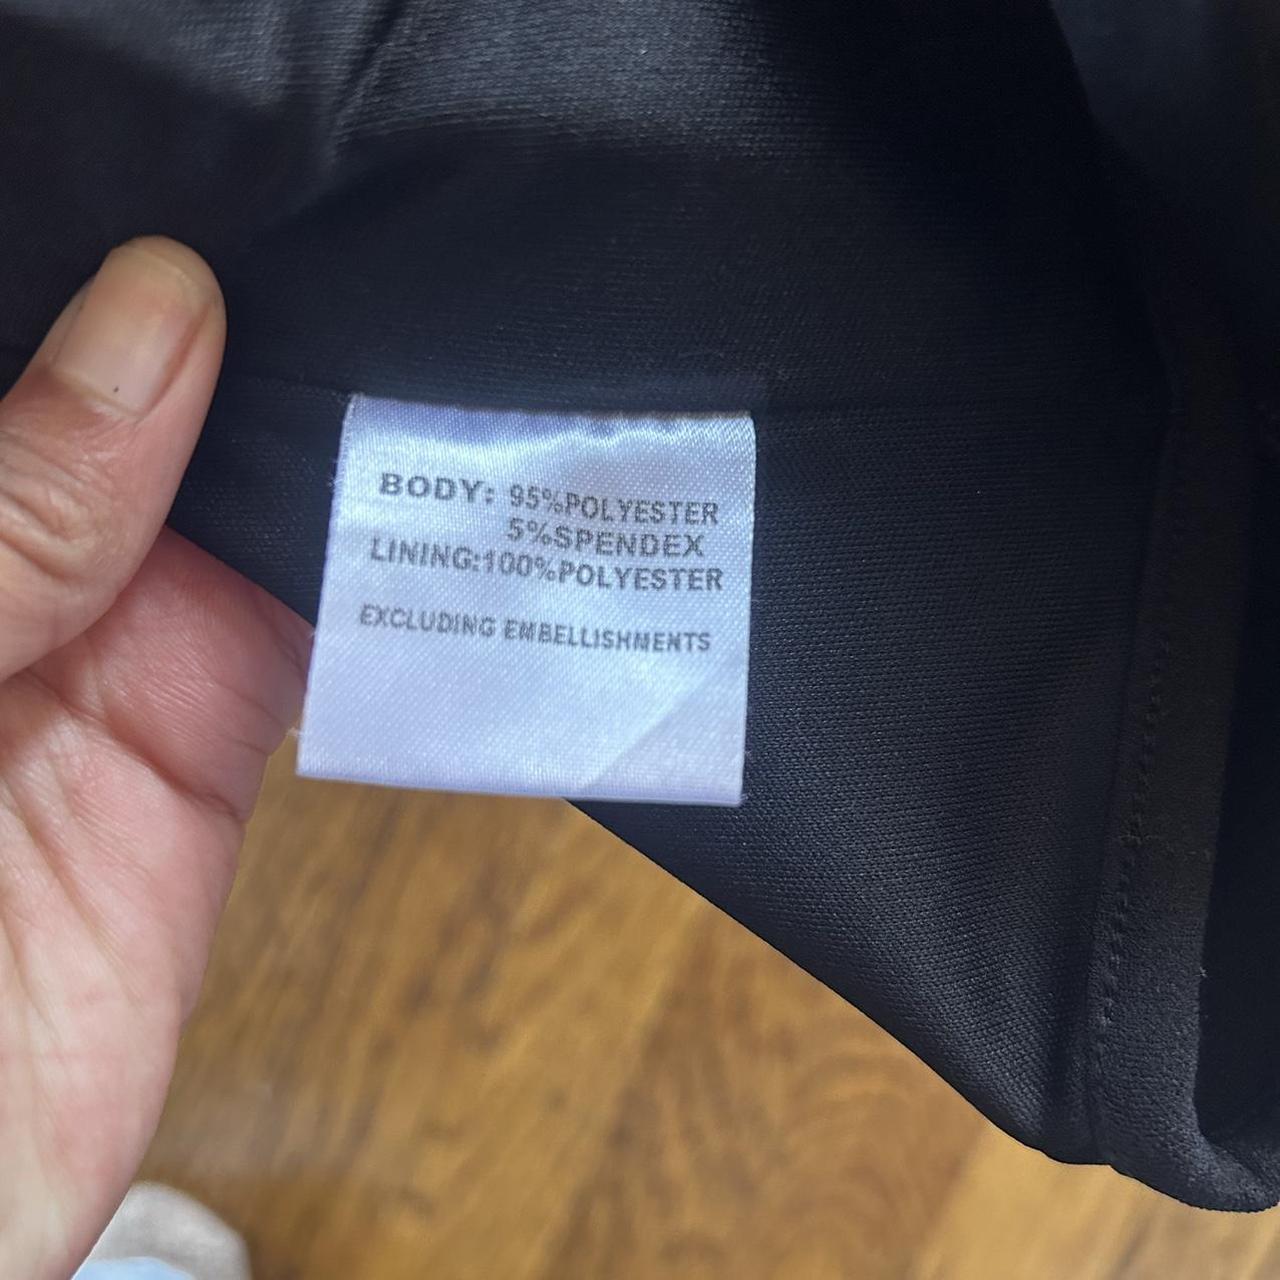 BODY: 95%POLYESTER
5%SPENDEX
LINING:100%POLYESTER
EXCLUDING EMBELLISHMENTS